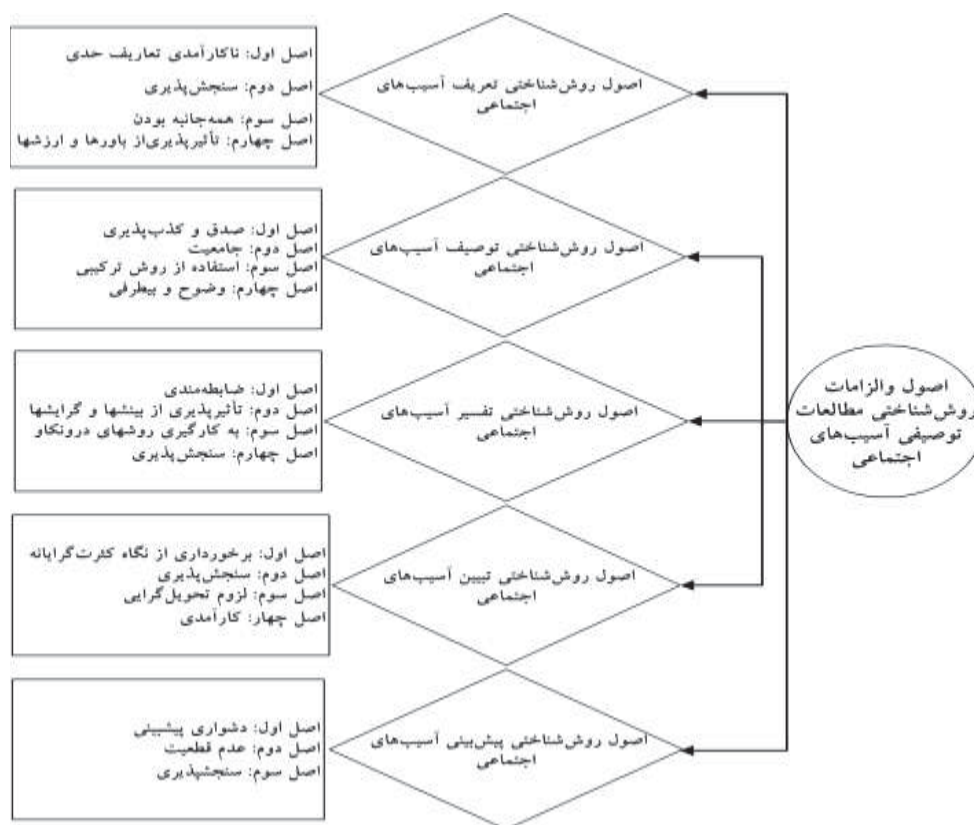 اصول والزامات
روش‌شناختی مطالعات
توصیفی آسیب‌های
اجتماعی
اصول روش‌شناختی تعریف آسیب‌های
اجتماعی
اصل اول: ناکارآمدی تعاریف حدی
اصل دوم: سنجش‌پذیری
اصل سوم: همه‌جانبه بودن
اصل چهارم: تأثیرپذیری‌از باورها و ارزشها
اصول روش‌شناختی توصیف آسیب‌های
اجتماعی
اصل اول: صدق و کذب‌پذیری
اصل دوم: جامعیت
اصل سوم: استفاده از روش ترکیبی
اصل چهارم: وضوح و بیطرفی
اصول روش‌شناختی تفسیر آسیب‌های
اجتماعی
اصل اول: ضابطه‌مندی
اصل دوم: تأثیرپذیری از بینشها و گرایشها
اصل سوم: به کارگیری روشهای درونکاو
اصل چهارم: سنجش‌پذیری
اصول روش‌شناختی تبیین آسیب‌های
اجتماعی
اصل اول: برخورداری از نگاه کثرت‌گرایانه
اصل دوم: سنجش‌پذیری
اصل سوم: لزوم تحویل‌گرایی
اصل چهار: کارآمدی
اصول روش‌شناختی پیش‌بینی آسیب‌های
اجتماعی
اصل اول: دشواری پیشبینی
اصل دوم: عدم قطعیت
اصل سوم: سنجشپذیری